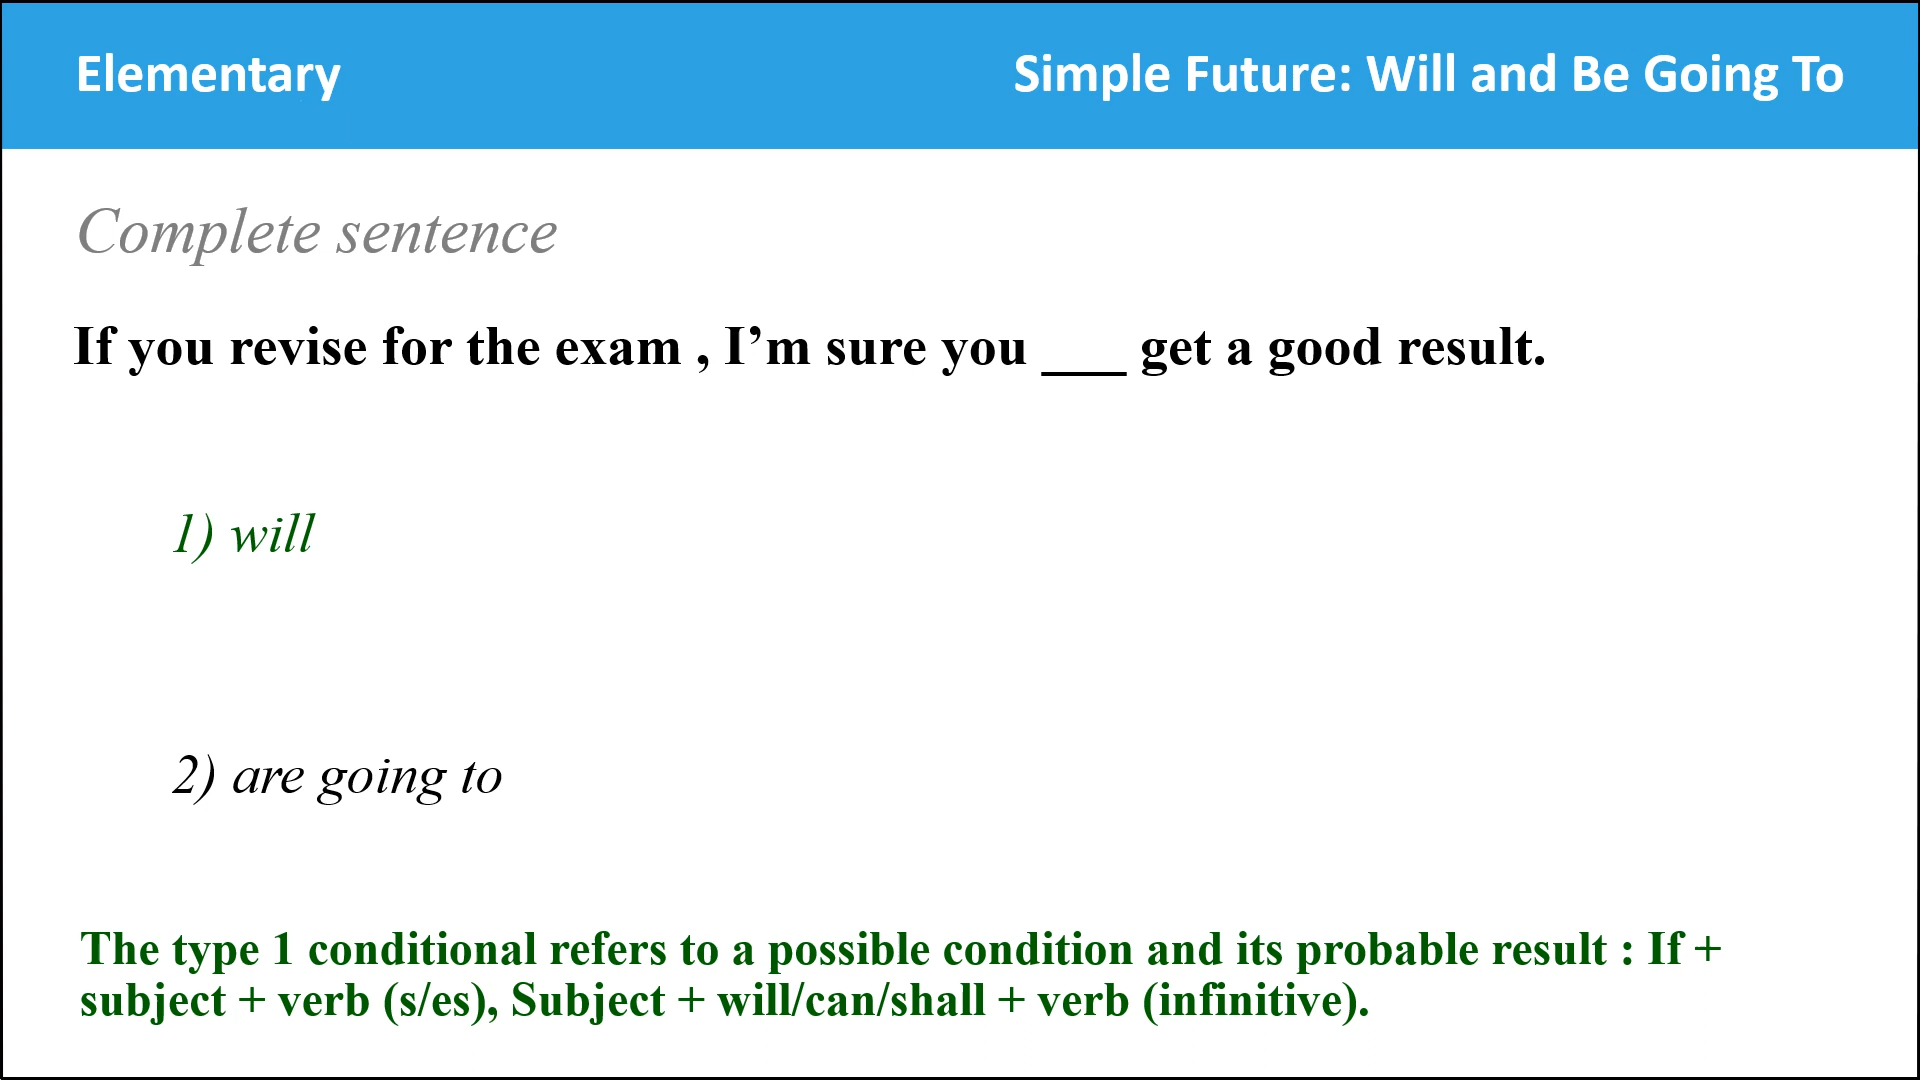 Elementary
Simple Future: Will and Be Going To
Complete sentence
If you revise for the exam , I’m sure you ___ get a good result.
1) will
2) are going to
The type 1 conditional refers to a possible condition and its probable result : If +
subject + verb (s/es), Subject + will/can/shall + verb (infinitive).